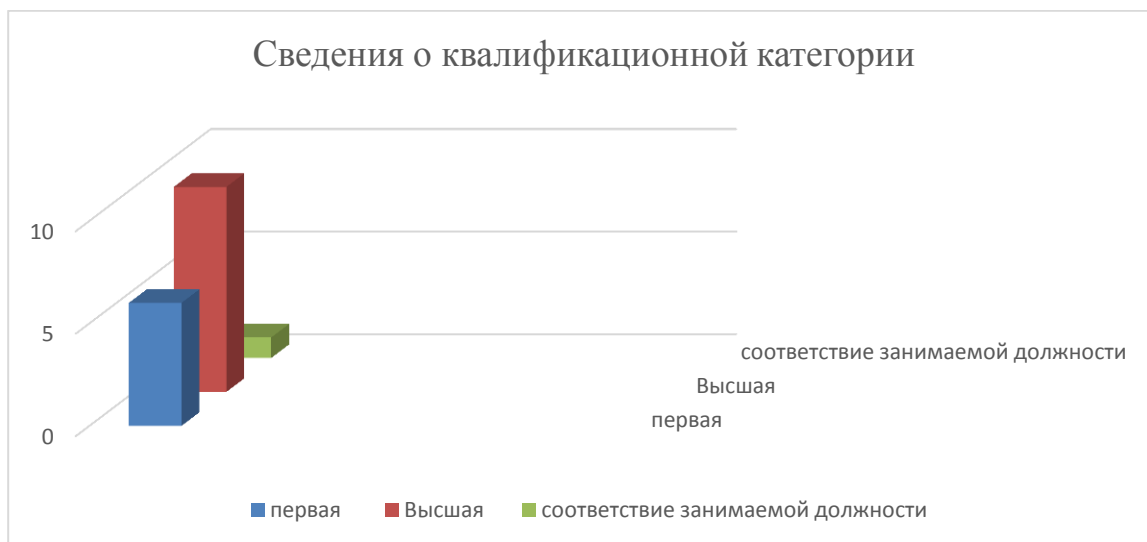 Сведения о квалификационной категории
10
5
0
соответствие занимаемой должности
Высшая
первая
первая Высшая соответствие занимаемой должности